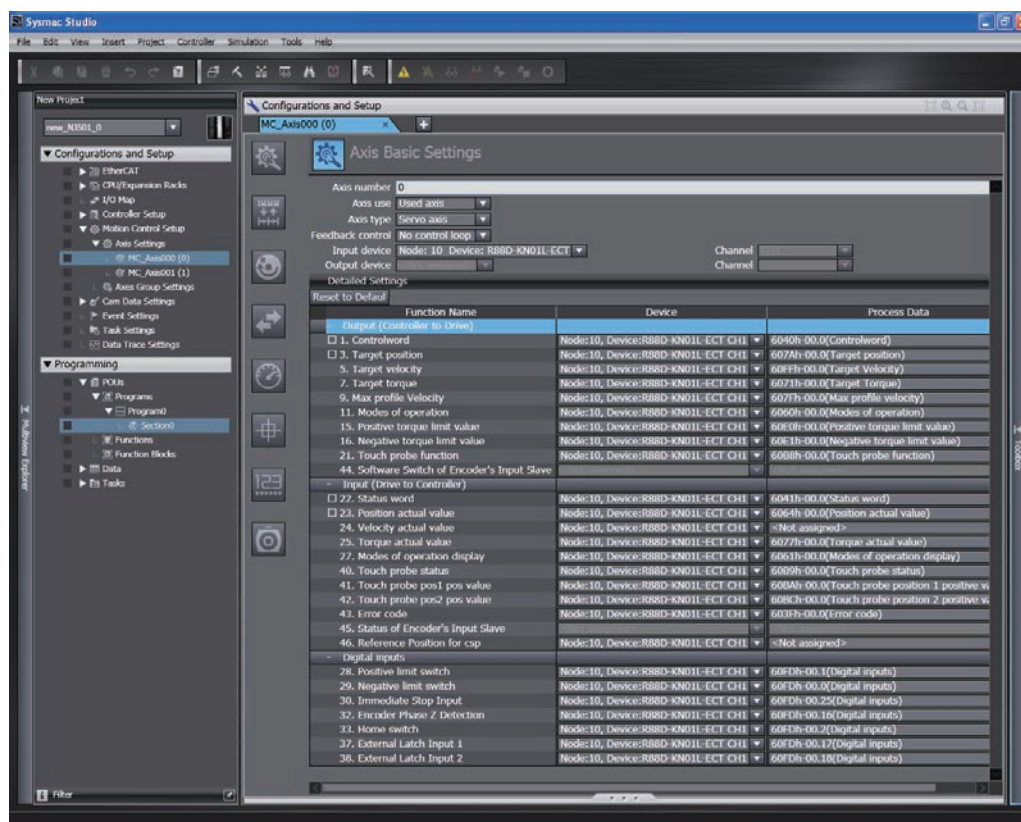 Sysmac Studio
File Edit View Insert Project Controller Simulation Tools Help
New Project
new_NJ501_0
Configurations and Setup
EtherCAT
CPU/Expansion Racks
I/O Map
Controller Setup
Motion Control Setup
Axis Settings
MC_Axis000 (0)
MC_Axis001 (1)
Axes Group Settings
Cam Data Settings
Event Settings
Task Settings
Data Trace Settings
Programming
POUs
Programs
Program0
Section0
Functions
Function Blocks
Data
Tasks
Filter
Multiview Explorer
Configurations and Setup
MC_Axis000 (0) × +
Axis Basic Settings
123
Axis number 0
Axis use Used axis
Axis type Servo axis
Feedback control No control loop
Input device Node: 10 Device: R88D-KN01L-ECT Channel
Output device Channel
Detailed Settings
Reset to Default
Function Name Device Process Data
- Output (Controller to Drive)
1. Controlword Node:10, Device:R88D-KN01L-ECT CH1 6040h-00.0(Controlword)
3. Target position Node:10, Device:R88D-KN01L-ECT CH1 607Ah-00.0(Target position)
5. Target velocity Node:10, Device:R88D-KN01L-ECT CH1 60FFh-00.0(Target Velocity)
7. Target torque Node:10, Device:R88D-KN01L-ECT CH1 6071h-00.0(Target Torque)
9. Max profile Velocity Node:10, Device:R88D-KN01L-ECT CH1 607Fh-00.0(Max profile velocity)
11. Modes of operation Node:10, Device:R88D-KN01L-ECT CH1 6060h-00.0(Modes of operation)
15. Positive torque limit value Node:10, Device:R88D-KN01L-ECT CH1 60E0h-00.0(Positive torque limit value)
16. Negative torque limit value Node:10, Device:R88D-KN01L-ECT CH1 60E1h-00.0(Negative torque limit value)
21. Touch probe function Node:10, Device:R88D-KN01L-ECT CH1 60B8h-00.0(Touch probe function)
44. Software Switch of Encoder's Input Slave
- Input (Drive to Controller)
22. Status word Node:10, Device:R88D-KN01L-ECT CH1 6041h-00.0(Status word)
23. Position actual value Node:10, Device:R88D-KN01L-ECT CH1 6064h-00.0(Position actual value)
24. Velocity actual value Node:10, Device:R88D-KN01L-ECT CH1 <Not assigned>
25. Torque actual value Node:10, Device:R88D-KN01L-ECT CH1 6077h-00.0(Torque actual value)
27. Modes of operation display Node:10, Device:R88D-KN01L-ECT CH1 6061h-00.0(Modes of operation display)
40. Touch probe status Node:10, Device:R88D-KN01L-ECT CH1 60B9h-00.0(Touch probe status)
41. Touch probe pos1 pos value Node:10, Device:R88D-KN01L-ECT CH1 60BAh-00.0(Touch probe position 1 positive v
42. Touch probe pos2 pos value Node:10, Device:R88D-KN01L-ECT CH1 60BCh-00.0(Touch probe position 2 positive v
43. Error code Node:10, Device:R88D-KN01L-ECT CH1 603Fh-00.0(Error code)
45. Status of Encoder's Input Slave
46. Reference Position for csp Node:10, Device:R88D-KN01L-ECT CH1 <Not assigned>
- Digital inputs
28. Positive limit switch Node:10, Device:R88D-KN01L-ECT CH1 60FDh-00.1(Digital inputs)
29. Negative limit switch Node:10, Device:R88D-KN01L-ECT CH1 60FDh-00.0(Digital inputs)
30. Immediate Stop Input Node:10, Device:R88D-KN01L-ECT CH1 60FDh-00.25(Digital inputs)
32. Encoder Phase Z Detection Node:10, Device:R88D-KN01L-ECT CH1 60FDh-00.16(Digital inputs)
33. Home switch Node:10, Device:R88D-KN01L-ECT CH1 60FDh-00.2(Digital inputs)
37. External Latch Input 1 Node:10, Device:R88D-KN01L-ECT CH1 60FDh-00.17(Digital inputs)
38. External Latch Input 2 Node:10, Device:R88D-KN01L-ECT CH1 60FDh-00.18(Digital inputs)
Toolbox